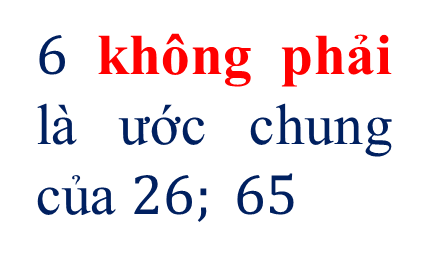 6 không phải
là ước chung
của 26; 65